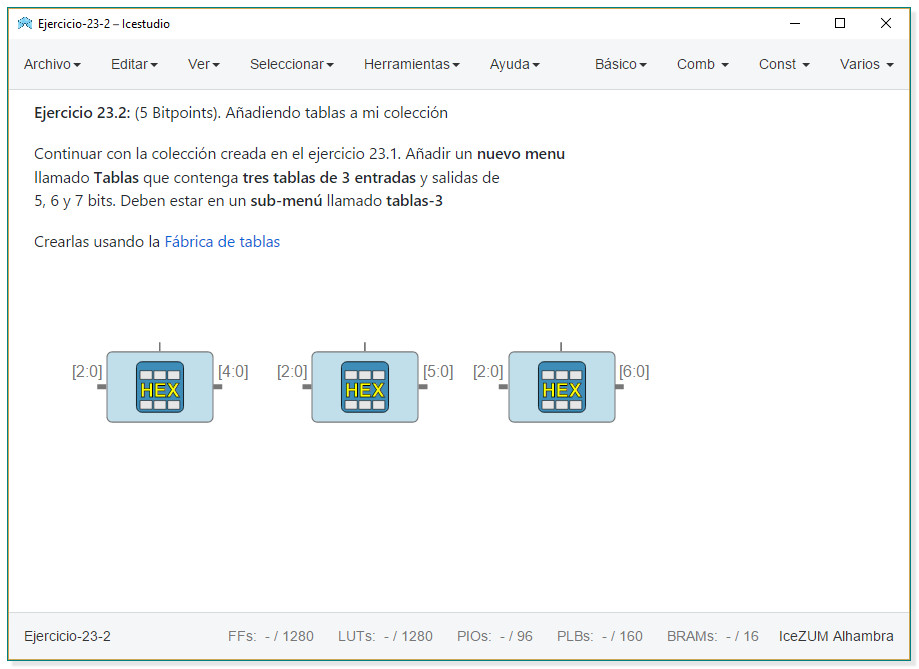 Ejercicio-23-2 – Icestudio
Archivo Editar Ver Seleccionar Herramientas Ayuda Básico Comb Const Varios
Ejercicio 23.2: (5 Bitpoints). Añadiendo tablas a mi colección
Continuar con la colección creada en el ejercicio 23.1. Añadir un nuevo menu
llamado Tablas que contenga tres tablas de 3 entradas y salidas de
5, 6 y 7 bits. Deben estar en un sub-menú llamado tablas-3
Crearlas usando la Fábrica de tablas
[2:0] [4:0] [2:0] [5:0] [2:0] [6:0]
HEX HEX HEX
Ejercicio-23-2 FFs: - / 1280 LUTs: - / 1280 PIOs: - / 96 PLBs: - / 160 BRAMs: - / 16 IceZUM Alhambra